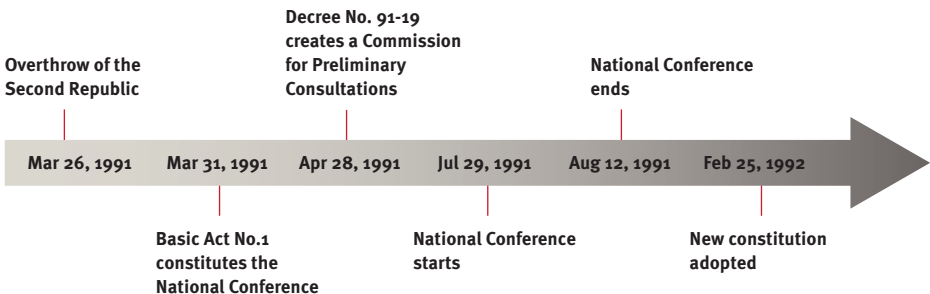 Overthrow of the
Second Republic
Decree No. 91-19
creates a Commission
for Preliminary
Consultations
National Conference
ends
Mar 26, 1991
Mar 31, 1991
Apr 28, 1991
Jul 29, 1991
Aug 12, 1991
Feb 25, 1992
Basic Act No.1
constitutes the
National Conference
National Conference
starts
New constitution
adopted